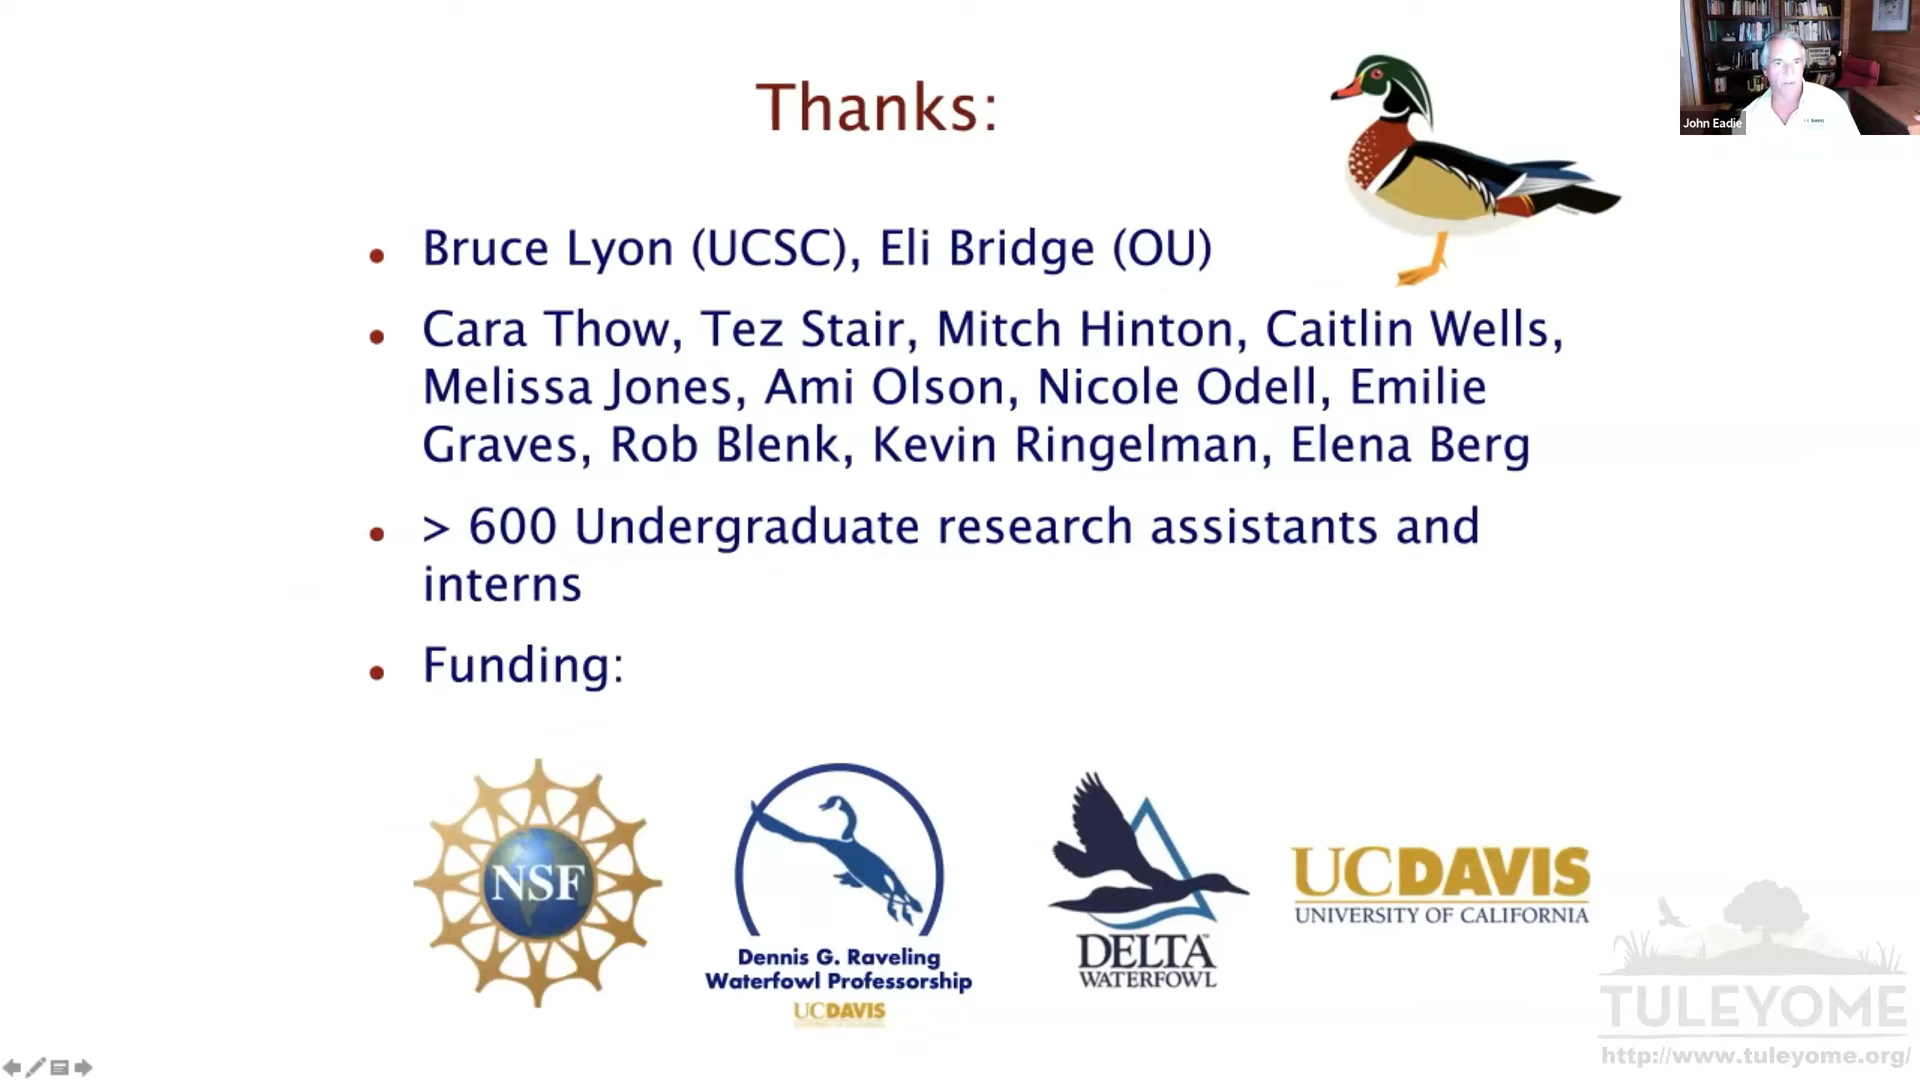 Thanks:
John Eadie
UC DAVIS
Bruce Lyon (UCSC), Eli Bridge (OU)
Cara Thow, Tez Stair, Mitch Hinton, Caitlin Wells,
Melissa Jones, Ami Olson, Nicole Odell, Emilie
Graves, Rob Blenk, Kevin Ringelman, Elena Berg
> 600 Undergraduate research assistants and
interns
Funding:
NSF
Dennis G. Raveling
Waterfowl Professorship
UCDAVIS
DELTA
WATERFOWL
UCDAVIS
UNIVERSITY OF CALIFORNIA
TULEYOME
http://www.tuleyome.org/